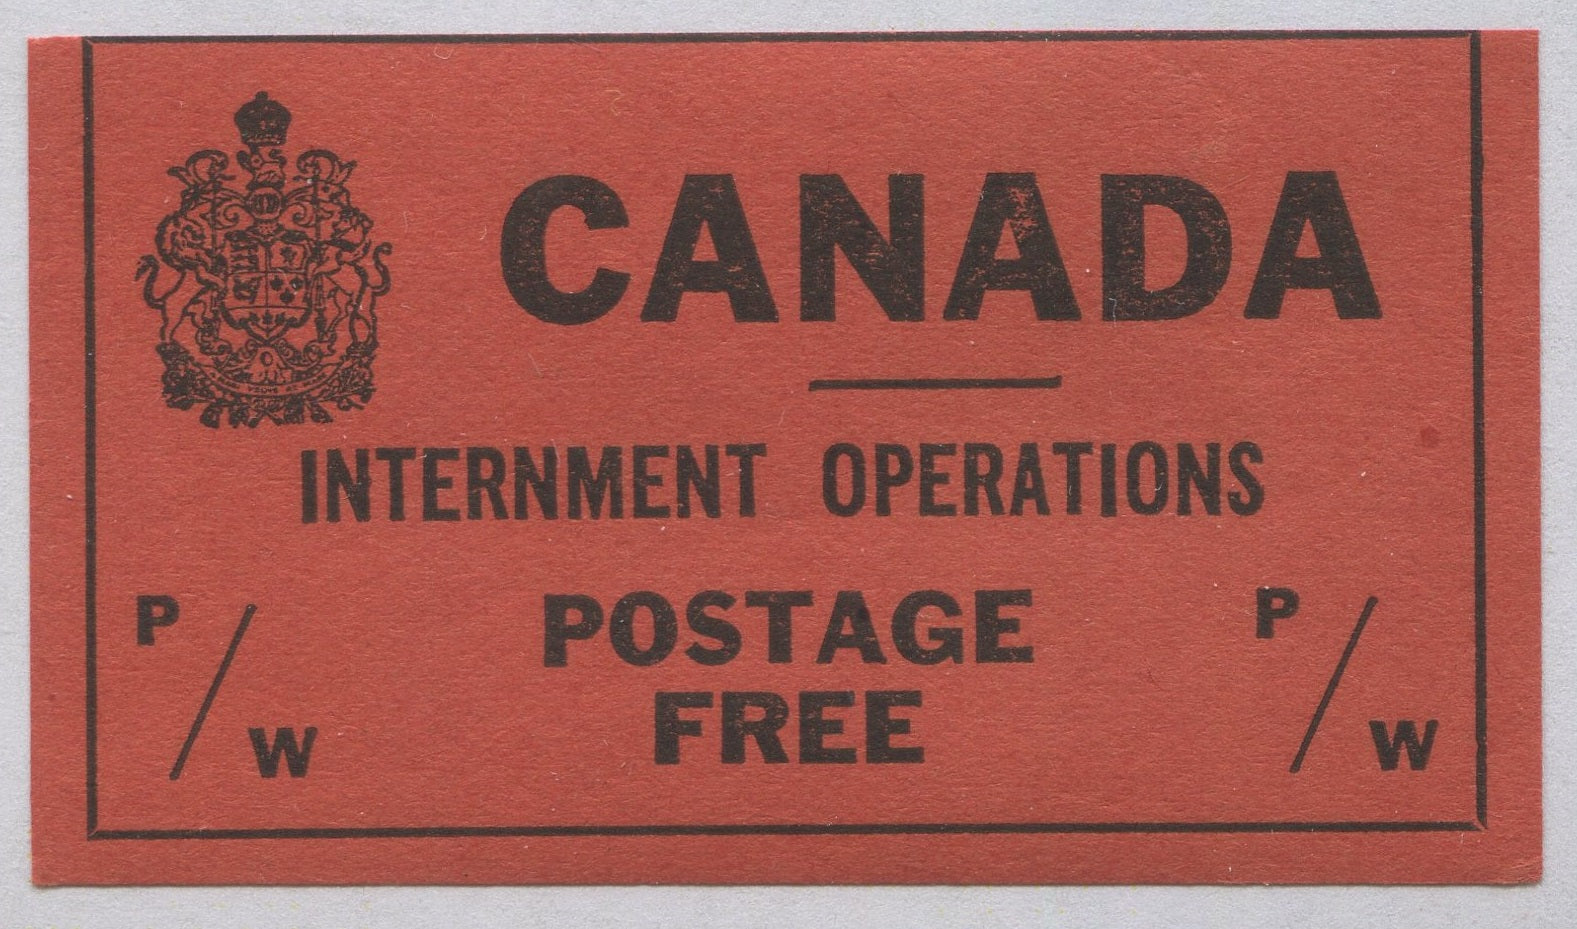 CANADA
INTERNMENT OPERATIONS
P/W POSTAGE P/W
FREE